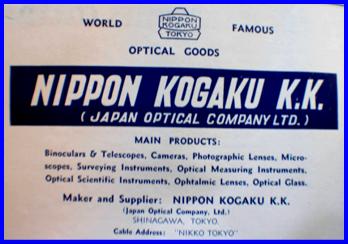 WORLD NIPPON KOGAKU TOKYO FAMOUS
OPTICAL GOODS
NIPPON KOGAKU K.K.
( JAPAN OPTICAL COMPANY LTD. )
MAIN PRODUCTS:
Binoculars & Telescopes, Cameras, Photographic Lenses, Micro-
scopes, Surveying Instruments, Optical Measuring Instruments,
Optical Scientific Instruments, Ophtalmic Lenses, Optical Glass.
Maker and Supplier: NIPPON KOGAKU K.K.
(Japan Optical Company, Ltd.)
SHINAGAWA, TOKYO.
Cable Address: "NIKKO TOKYO"